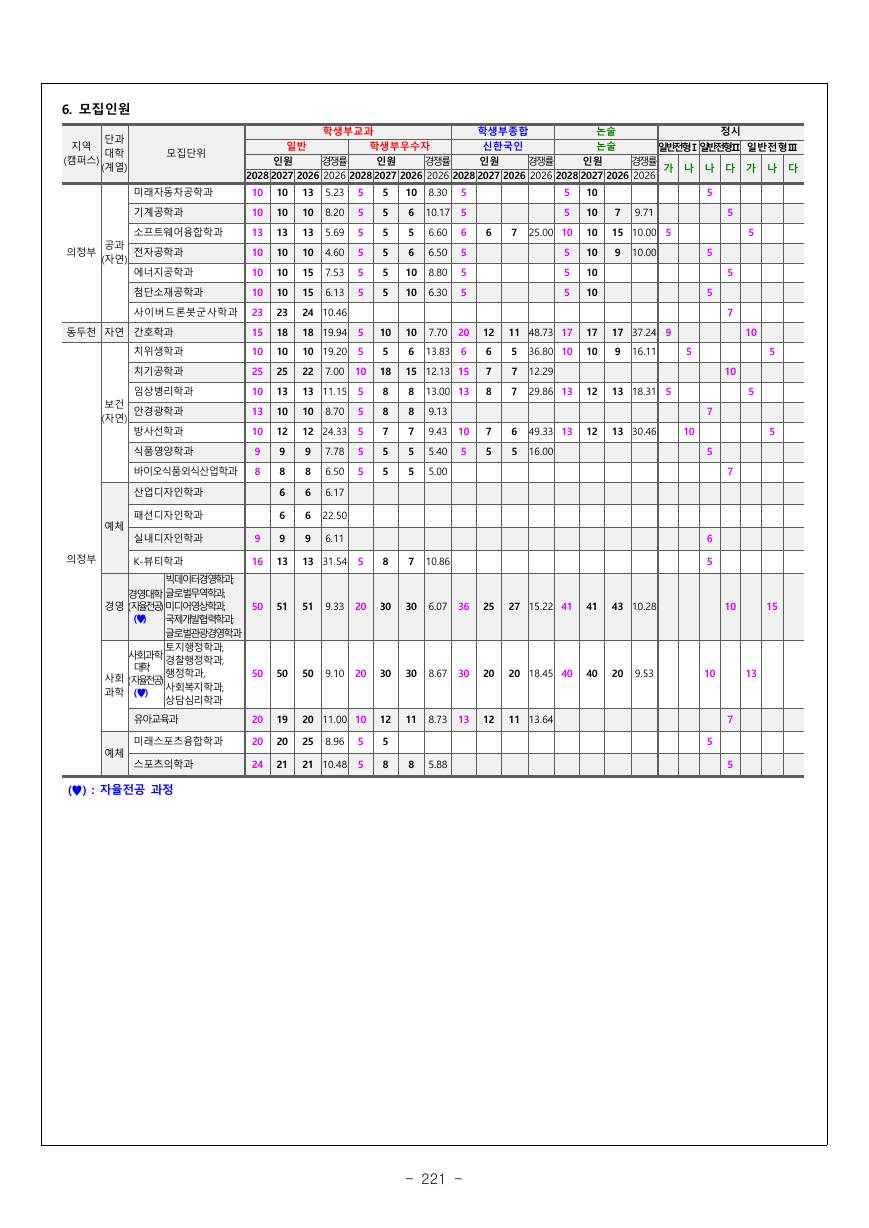 6. 모집인원
지역 (캠퍼스) 단과 대학 (계열) 모집단위 학생부교과 학생부종합 논술 정시
일반 학생부우수자 신한국인 논술 일반전형Ⅰ 일반전형Ⅱ 일반전형Ⅲ
인원 경쟁률 인원 경쟁률 인원 경쟁률 인원 경쟁률 가 나 나 다 가 나 다
2028 2027 2026 2026 2028 2027 2026 2026 2028 2027 2026 2026 2028 2027 2026 2026
의정부 공과 (자연) 미래자동차공학과 10 10 13 5.23 5 5 10 8.30 5 5 10 5
기계공학과 10 10 10 8.20 5 5 6 10.17 5 5 10 7 9.71 5
소프트웨어융합학과 13 13 13 5.69 5 5 5 6.60 6 6 7 25.00 10 10 15 10.00 5 5
전자공학과 10 10 10 4.60 5 5 6 6.50 5 5 10 9 10.00 5
에너지공학과 10 10 15 7.53 5 5 10 8.80 5 5 10 5
첨단소재공학과 10 10 15 6.13 5 5 10 6.30 5 5 10 5
사이버드론봇군사학과 23 23 24 10.46 7
동두천 자연 간호학과 15 18 18 19.94 5 10 10 7.70 20 12 11 48.73 17 17 17 37.24 9 10
의정부 보건 (자연) 치위생학과 10 10 10 19.20 5 5 6 13.83 6 6 5 36.80 10 10 9 16.11 5 5
치기공학과 25 25 22 7.00 10 18 15 12.13 15 7 7 12.29 10
임상병리학과 10 13 13 11.15 5 8 8 13.00 13 8 7 29.86 13 12 13 18.31 5 5
안경광학과 13 10 10 8.70 5 8 8 9.13 7
방사선학과 10 12 12 24.33 5 7 7 9.43 10 7 6 49.33 13 12 13 30.46 10 5
식품영양학과 9 9 9 7.78 5 5 5 5.40 5 5 5 16.00 5
바이오식품외식산업학과 8 8 8 6.50 5 5 5 5.00 7
예체 산업디자인학과 6 6 6.17
패션디자인학과 6 6 22.50
실내디자인학과 9 9 9 6.11 6
K-뷰티학과 16 13 13 31.54 5 8 7 10.86 5
경영 경영대학 (자율전공) (♥) 빅데이터경영학과, 글로벌무역학과, 미디어영상학과, 국제개발협력학과, 글로벌관광경영학과 50 51 51 9.33 20 30 30 6.07 36 25 27 15.22 41 41 43 10.28 10 15
사회 과학 사회과학 대학 (자율전공) (♥) 토지행정학과, 경찰행정학과, 행정학과, 사회복지학과, 상담심리학과 50 50 50 9.10 20 30 30 8.67 30 20 20 18.45 40 40 20 9.53 10 13
유아교육과 20 19 20 11.00 10 12 11 8.73 13 12 11 13.64 7
예체 미래스포츠융합학과 20 20 25 8.96 5 5 5
스포츠의학과 24 21 21 10.48 5 8 8 5.88 5
(♥) : 자율전공 과정
- 221 -